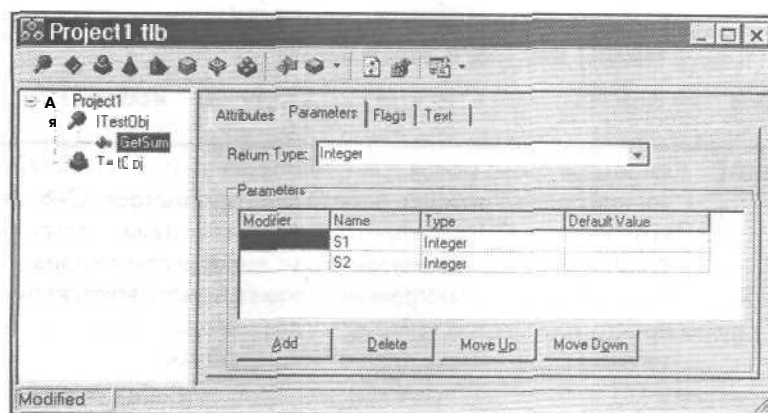 Project1 tlb
А Project1
я ITestObj
GetSum
Attributes Parameters Flags Text
Return Type: Integer
Parameters
Modifier Name Type Default Value
S1 Integer
S2 Integer
Add Delete Move Up Move Down
Modified